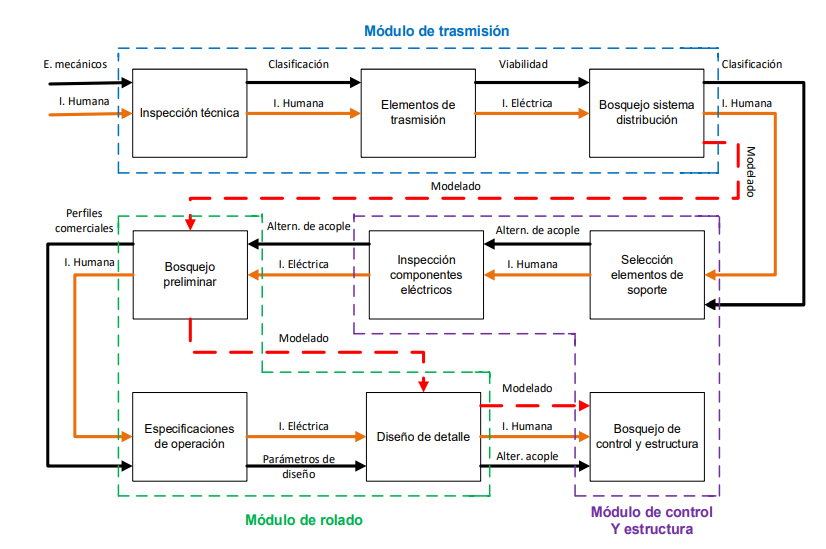 Módulo de trasmisión
E. mecánicos
Clasificación
Viabilidad
Clasificación
I. Humana
Inspección técnica
I. Humana
Elementos de
trasmisión
I. Eléctrica
Bosquejo sistema
distribución
I. Humana
Modelado
Modelado
Perfiles
comerciales
Altern. de acople
Altern. de acople
I. Humana
Bosquejo
preliminar
I. Eléctrica
Inspección
componentes
eléctricos
I. Humana
Selección
elementos de
soporte
Modelado
Modelado
Especificaciones
de operación
I. Eléctrica
Diseño de detalle
I. Humana
Bosquejo de
control y estructura
Parámetros de
diseño
Alter. acople
Módulo de rolado
Módulo de control
Y estructura